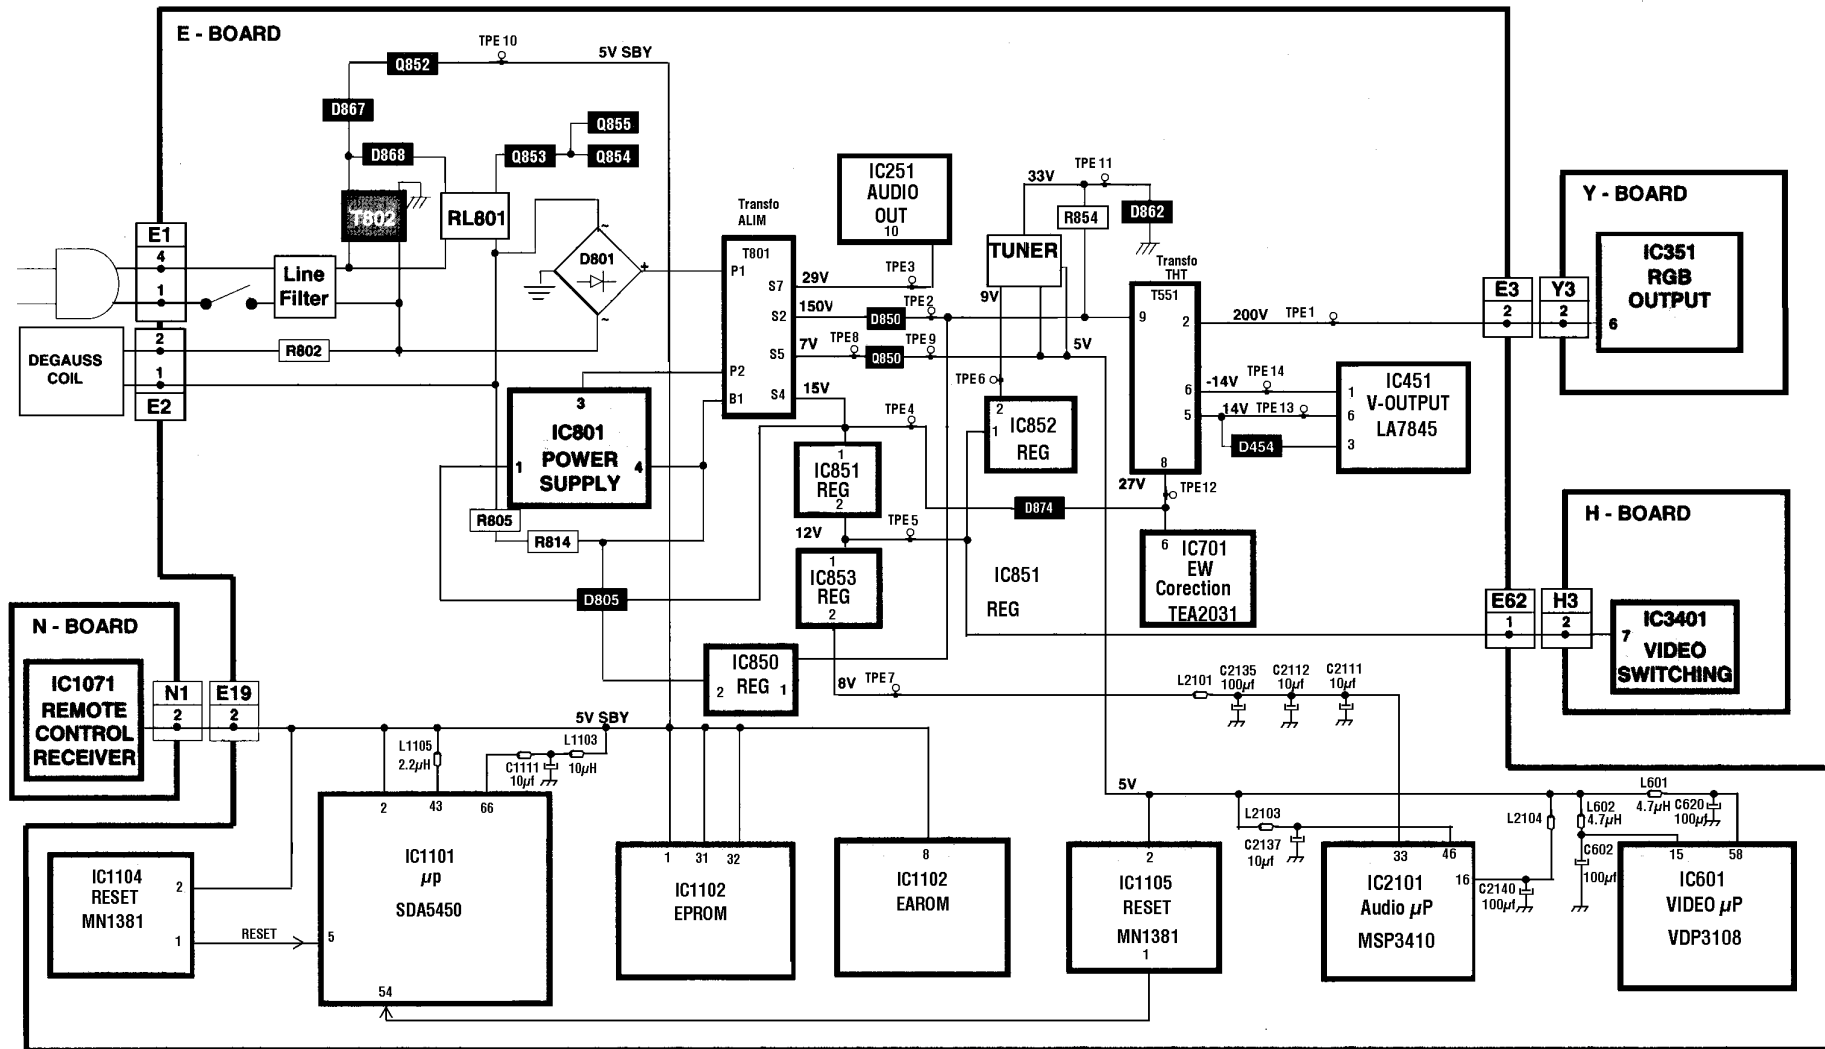 E - BOARD
TPE 10
5V SBY
Q852
D867
D868
Q855
Q853
Q854
T802
RL801
E1
4
1
Line
Filter
D801
~
+
~
2
1
E2
DEGAUSS
COIL
R802
Transfo
ALIM
T801
P1
S7
S2
S5
P2
B1
S4
29V
150V
7V
15V
TPE3
TPE2
TPE8
TPE9
D850
Q850
IC251
AUDIO
OUT
10
33V
TPE 11
R854
D862
TUNER
9V
5V
TPE6
Transfo
THT
T551
9
2
6
5
8
200V
TPE1
-14V
TPE 14
14V
TPE13
D454
27V
TPE12
1
6
3
IC451
V-OUTPUT
LA7845
E3
2
Y3
2
Y - BOARD
IC351
RGB
OUTPUT
6
3
IC801
POWER
SUPPLY
1
4
R805
R814
D805
TPE4
1
IC851
REG
2
12V
TPE5
1
IC853
REG
2
2
1
IC852
REG
D874
IC851
REG
6
IC701
EW
Corection
TEA2031
H - BOARD
E62
1
H3
2
IC3401
7
VIDEO
SWITCHING
N - BOARD
IC1071
REMOTE
CONTROL
RECEIVER
N1
2
E19
2
IC850
REG
2
1
8V
TPE7
L2101
C2135
100µf
C2112
10µf
C2111
10µf
5V SBY
L1105
2.2µH
C1111
10µf
L1103
10µH
2
43
66
IC1101
µp
SDA5450
5
54
IC1104
RESET
MN1381
2
1
RESET
1
31
32
IC1102
EPROM
8
IC1102
EAROM
5V
2
IC1105
RESET
MN1381
1
L2103
C2137
10µf
33
46
16
IC2101
Audio µP
MSP3410
L2104
C2140
100µf
L602
4.7µH
C602
100µf
L601
4.7µH
C620
100µf
15
58
IC601
VIDEO µP
VDP3108